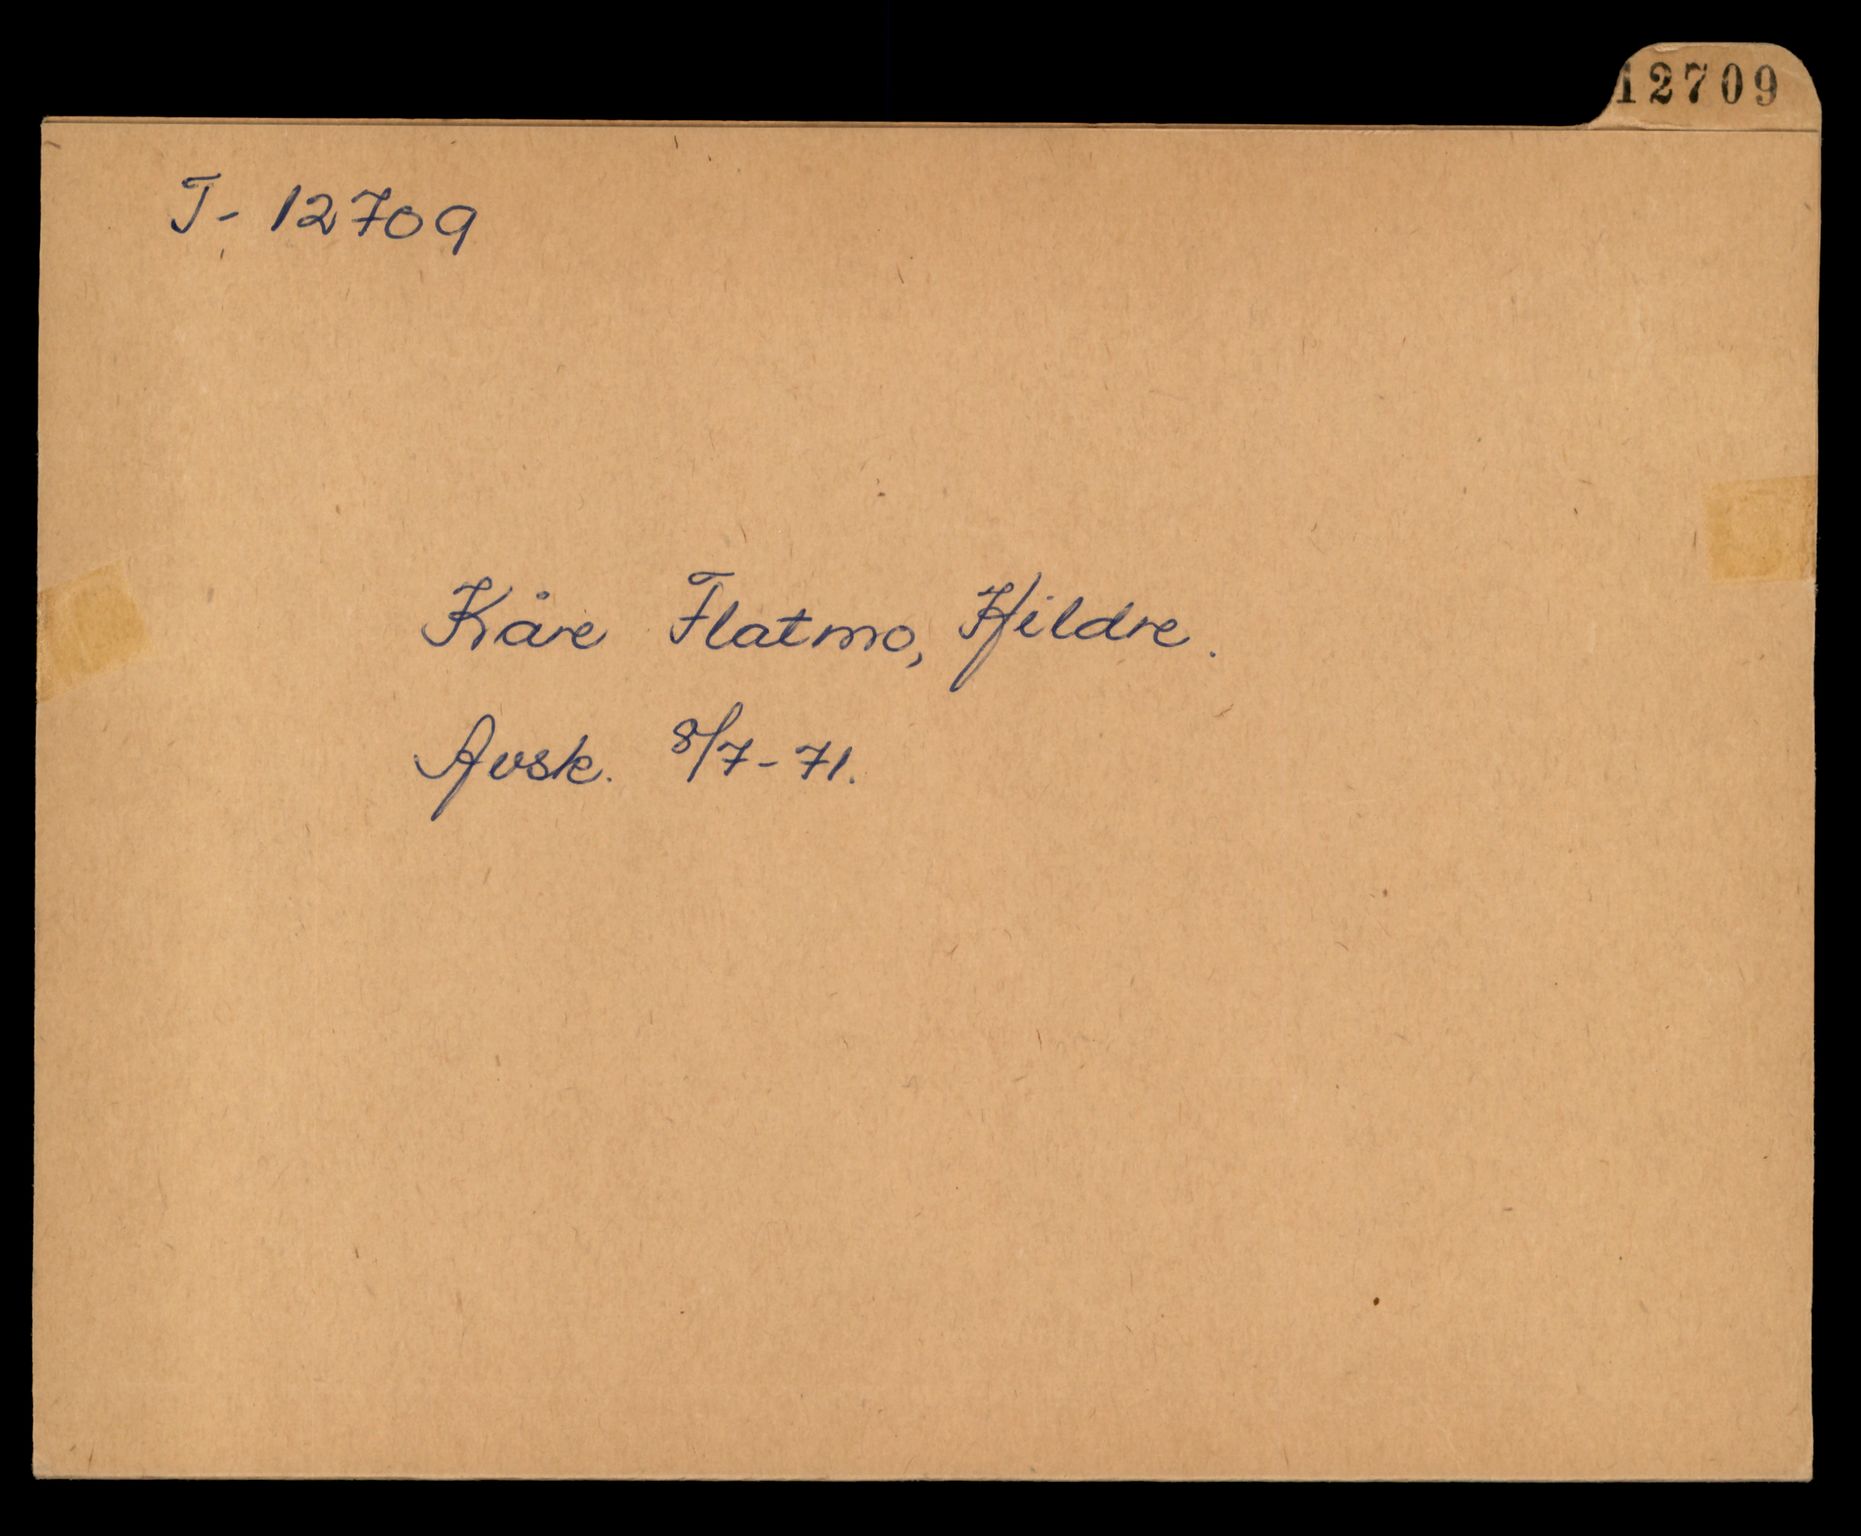 12709
T- 12709
Kåre Flatmo, Hildre.
Avsk. 8/7-71.